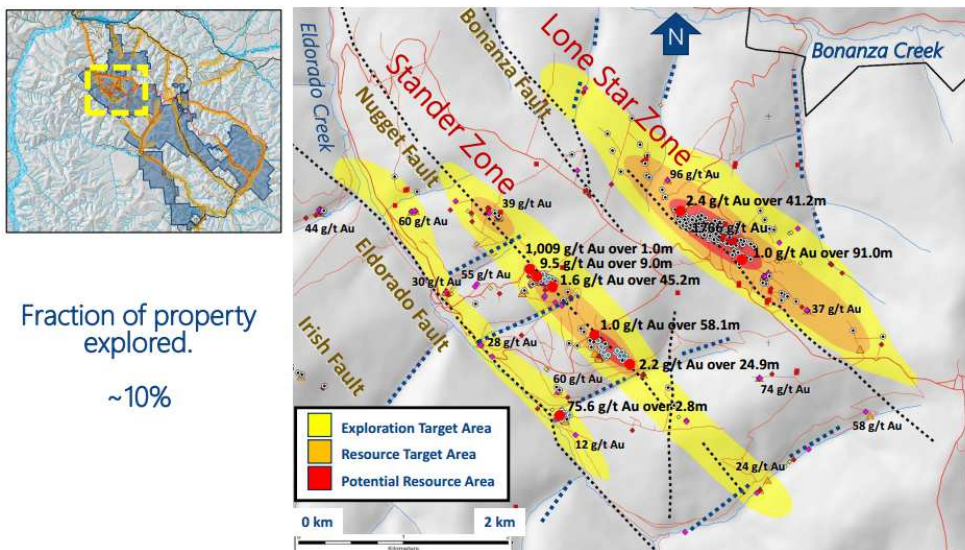 Fraction of property
explored.
~10%
Eldorado Creek
Bonanza Fault
Lone Star Zone
N
Bonanza Creek
Stander Zone
Nugget Fault
96 g/t Au
2.4 g/t Au over 41.2m
39 g/t Au
60 g/t Au
44 g/t Au
1766 g/t Au
1,009 g/t Au over 1.0m
1.0 g/t Au over 91.0m
9.5 g/t Au over 9.0m
55 g/t Au
30 g/t Au
1.6 g/t Au over 45.2m
Eldorado Fault
37 g/t Au
Irish Fault
1.0 g/t Au over 58.1m
28 g/t Au
2.2 g/t Au over 24.9m
60 g/t Au
74 g/t Au
75.6 g/t Au over 2.8m
58 g/t Au
12 g/t Au
24 g/t Au
Exploration Target Area
Resource Target Area
Potential Resource Area
0 km
2 km
Kilometers